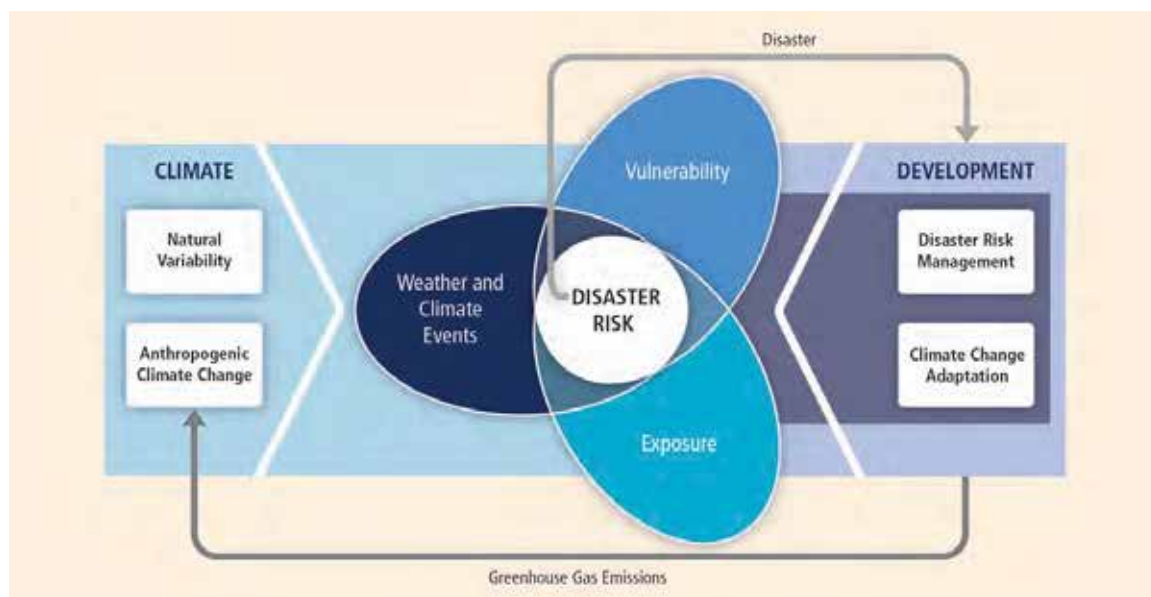 Disaster
CLIMATE
Natural
Variability
Anthropogenic
Climate Change
Vulnerability
Weather and
Climate
Events
DISASTER
RISK
Exposure
DEVELOPMENT
Disaster Risk
Management
Climate Change
Adaptation
Greenhouse Gas Emissions